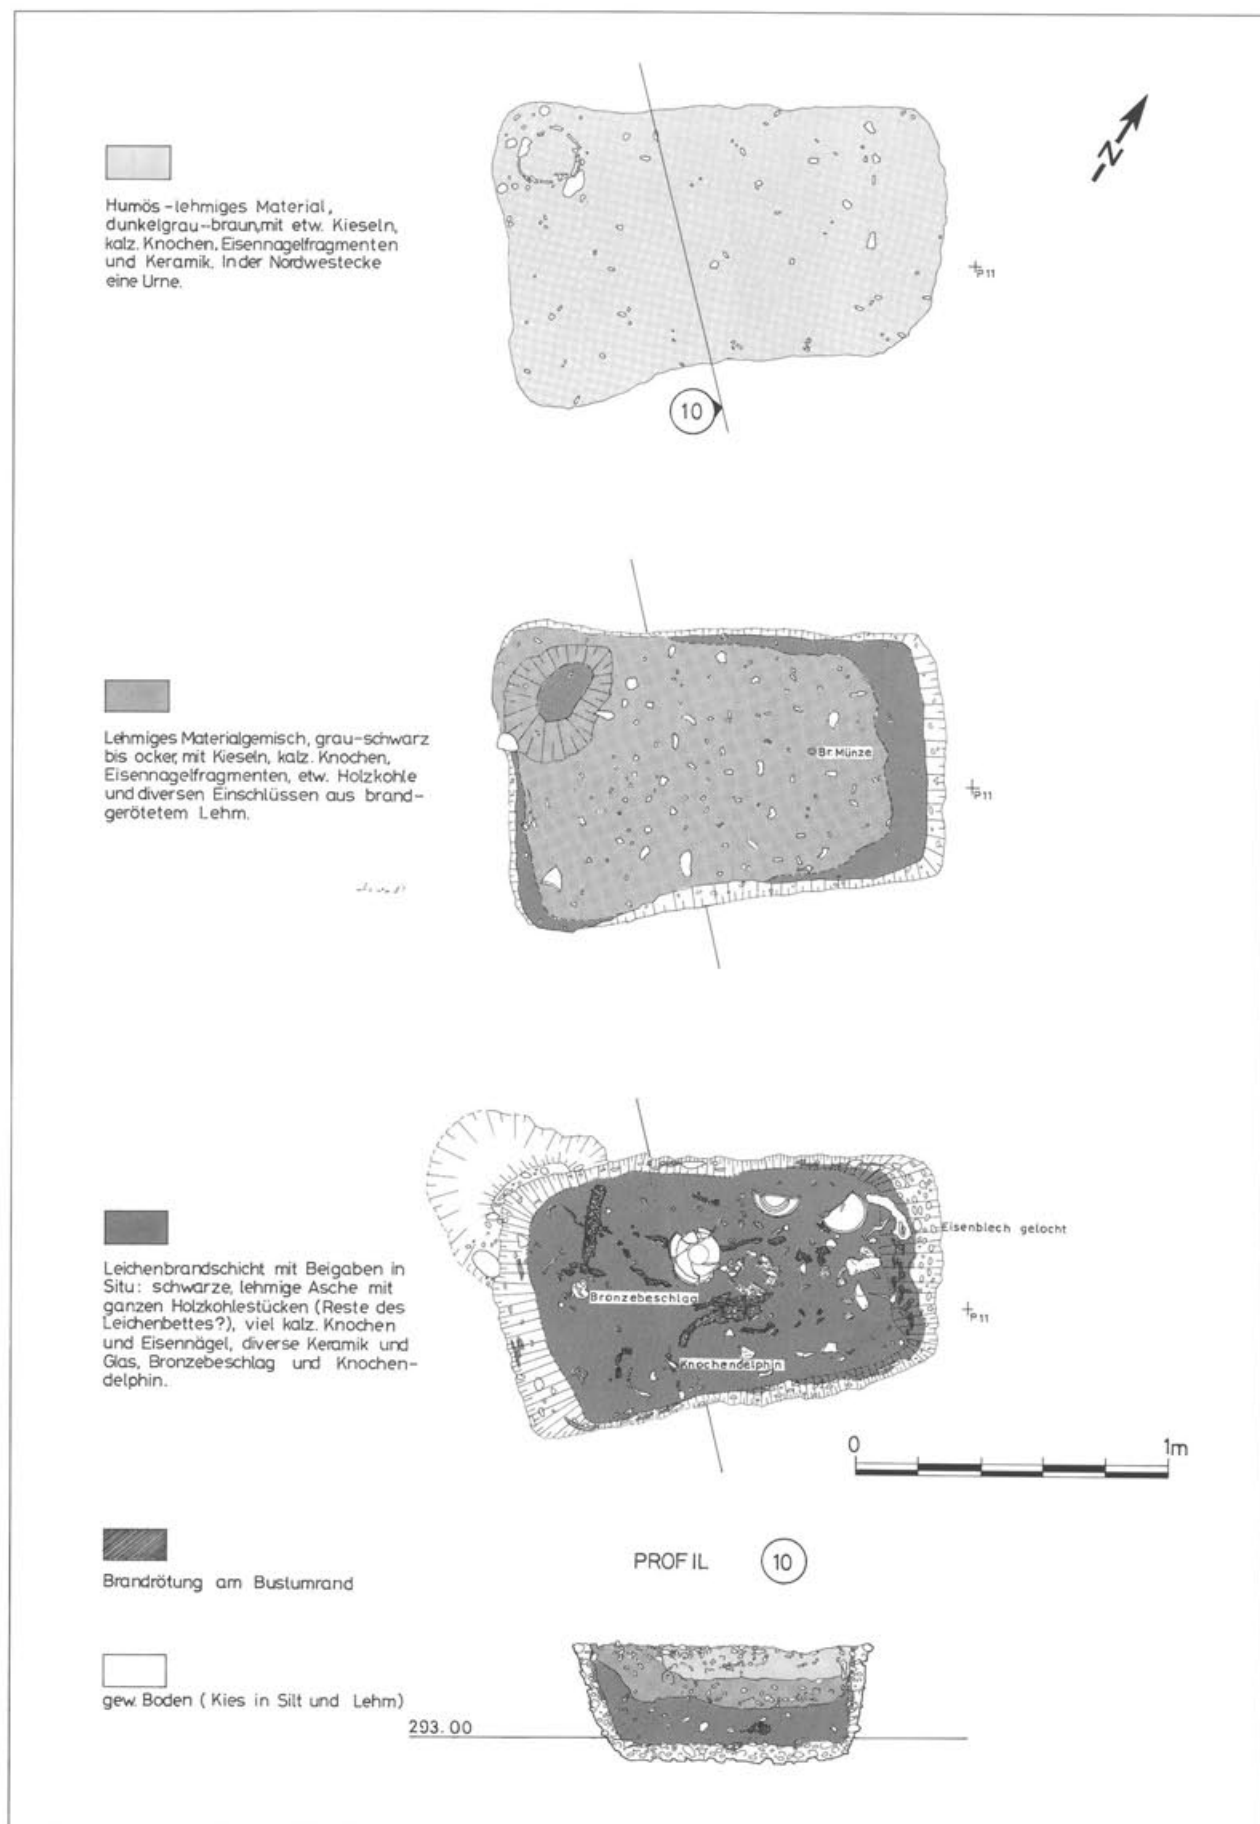 N
Humös-lehmiges Material,
dunkelgrau-braun,mit etw. Kieseln,
kalz. Knochen, Eisennagelfragmenten
und Keramik. In der Nordwestecke
eine Urne.
P11
10
Lehmiges Materialgemisch, grau-schwarz
bis ocker, mit Kieseln, kalz. Knochen,
Eisennagelfragmenten, etw. Holzkohle
und diversen Einschlüssen aus brand-
gerötetem Lehm.
Br. Münze
P11
Leichenbrandschicht mit Beigaben in
Situ: schwarze, lehmige Asche mit
ganzen Holzkohlestücken (Reste des
Leichenbettes?), viel kalz. Knochen
und Eisennägel, diverse Keramik und
Glas, Bronzebeschlag und Knochen-
delphin.
Eisenblech gelocht
Bronzebeschlag
P11
Knochendelphin
0 1m
Brandrötung am Bustumrand
PROFIL 10
gew. Boden (Kies in Silt und Lehm)
293.00